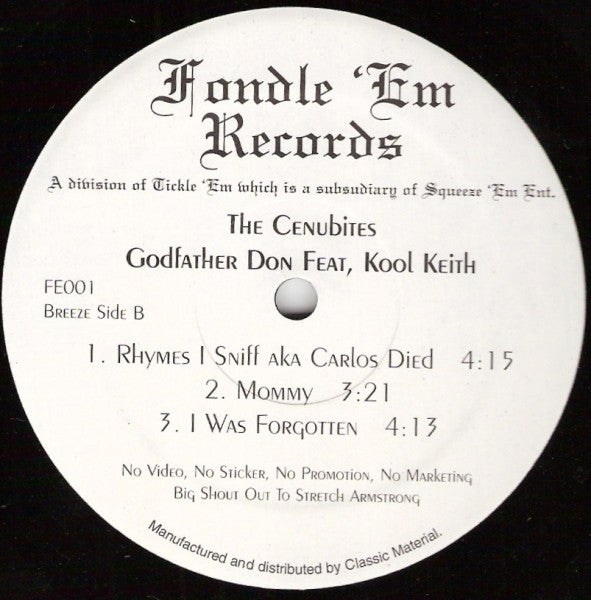 Fondle 'Em
Records
A division of Tickle 'Em which is a subsudiary of Squeeze 'Em Ent.
The Cenubites
Godfather Don Feat, Kool Keith
FE001
Breeze Side B
1. Rhymes I Sniff aka Carlos Died 4:15
2. Mommy 3:21
3. I Was Forgotten 4:13
No Video, No Sticker, No Promotion, No Marketing
Big Shout Out To Stretch Armstrong
Manufactured and distributed by Classic Material.